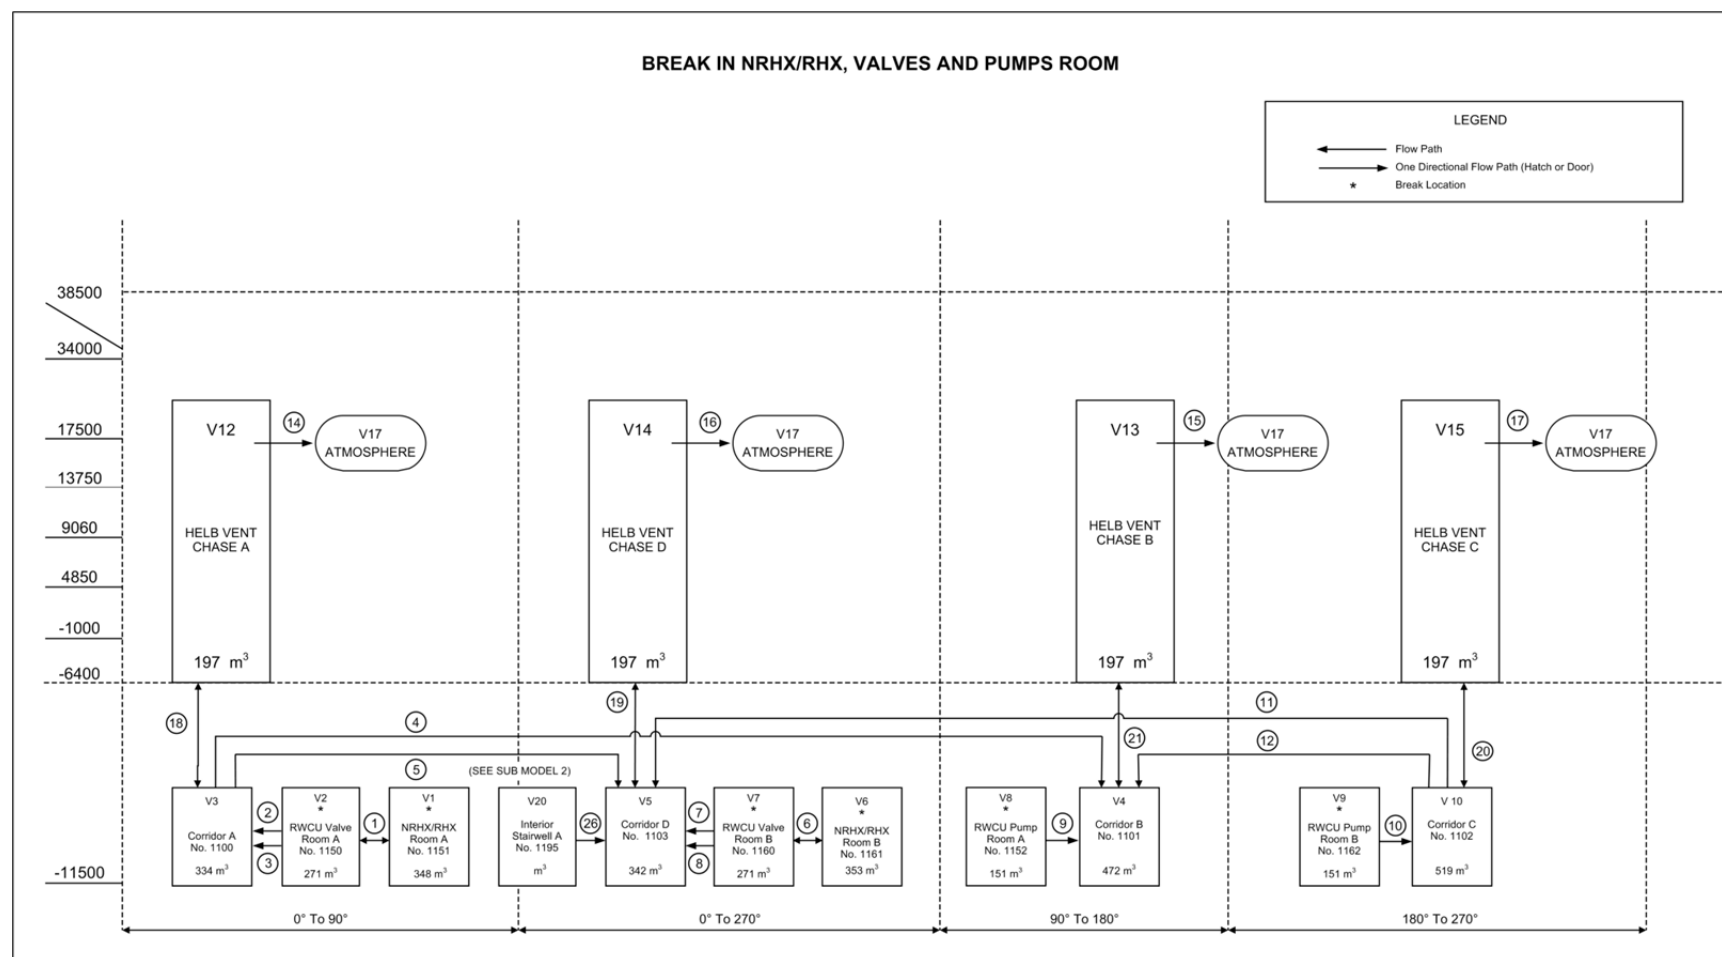 BREAK IN NRHX/RHX, VALVES AND PUMPS ROOM
LEGEND
Flow Path
One Directional Flow Path (Hatch or Door)
* Break Location
38500
34000
17500
13750
9060
4850
-1000
-6400
-11500
V12
HELB VENT
CHASE A
197 m³
14
V17
ATMOSPHERE
V14
HELB VENT
CHASE D
197 m³
16
V17
ATMOSPHERE
V13
HELB VENT
CHASE B
197 m³
15
V17
ATMOSPHERE
V15
HELB VENT
CHASE C
197 m³
17
V17
ATMOSPHERE
18
4
5
(SEE SUB MODEL 2)
19
11
21
12
20
V3
Corridor A
No. 1100
334 m³
2
3
V2
*
RWCU Valve
Room A
No. 1150
271 m³
1
V1
*
NRHX/RHX
Room A
No. 1151
348 m³
V20
Interior
Stairwell A
No. 1195
m³
26
V5
Corridor D
No. 1103
342 m³
7
8
V7
*
RWCU Valve
Room B
No. 1160
271 m³
6
V6
*
NRHX/RHX
Room B
No. 1161
353 m³
V8
*
RWCU Pump
Room A
No. 1152
151 m³
9
V4
Corridor B
No. 1101
472 m³
V9
*
RWCU Pump
Room B
No. 1162
151 m³
10
V 10
Corridor C
No. 1102
519 m³
0° To 90°
0° To 270°
90° To 180°
180° To 270°